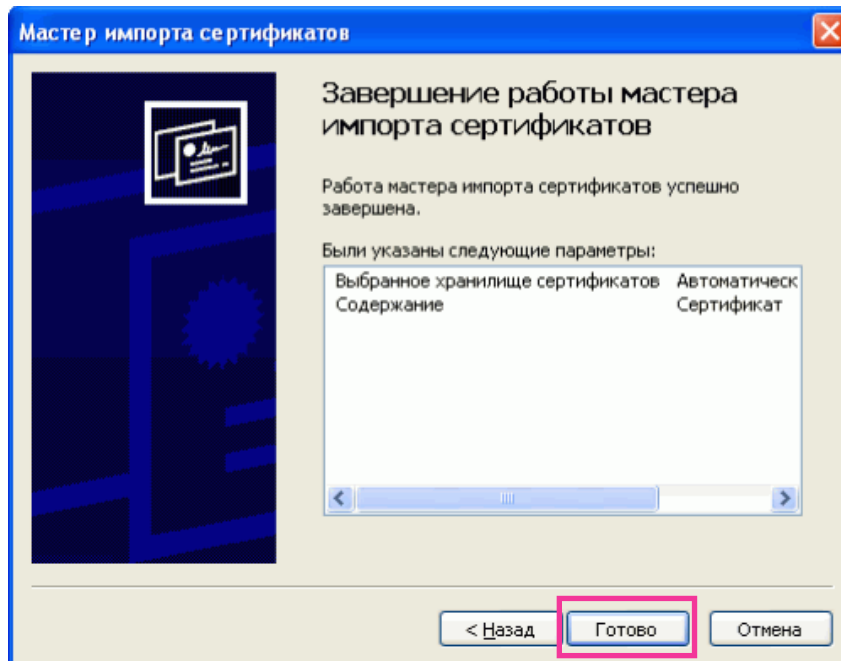 Мастер импорта сертификатов
Завершение работы мастера
импорта сертификатов
Работа мастера импорта сертификатов успешно
завершена.
Были указаны следующие параметры:
Выбранное хранилище сертификатов Автоматическ
Содержание Сертификат
< Назад Готово Отмена